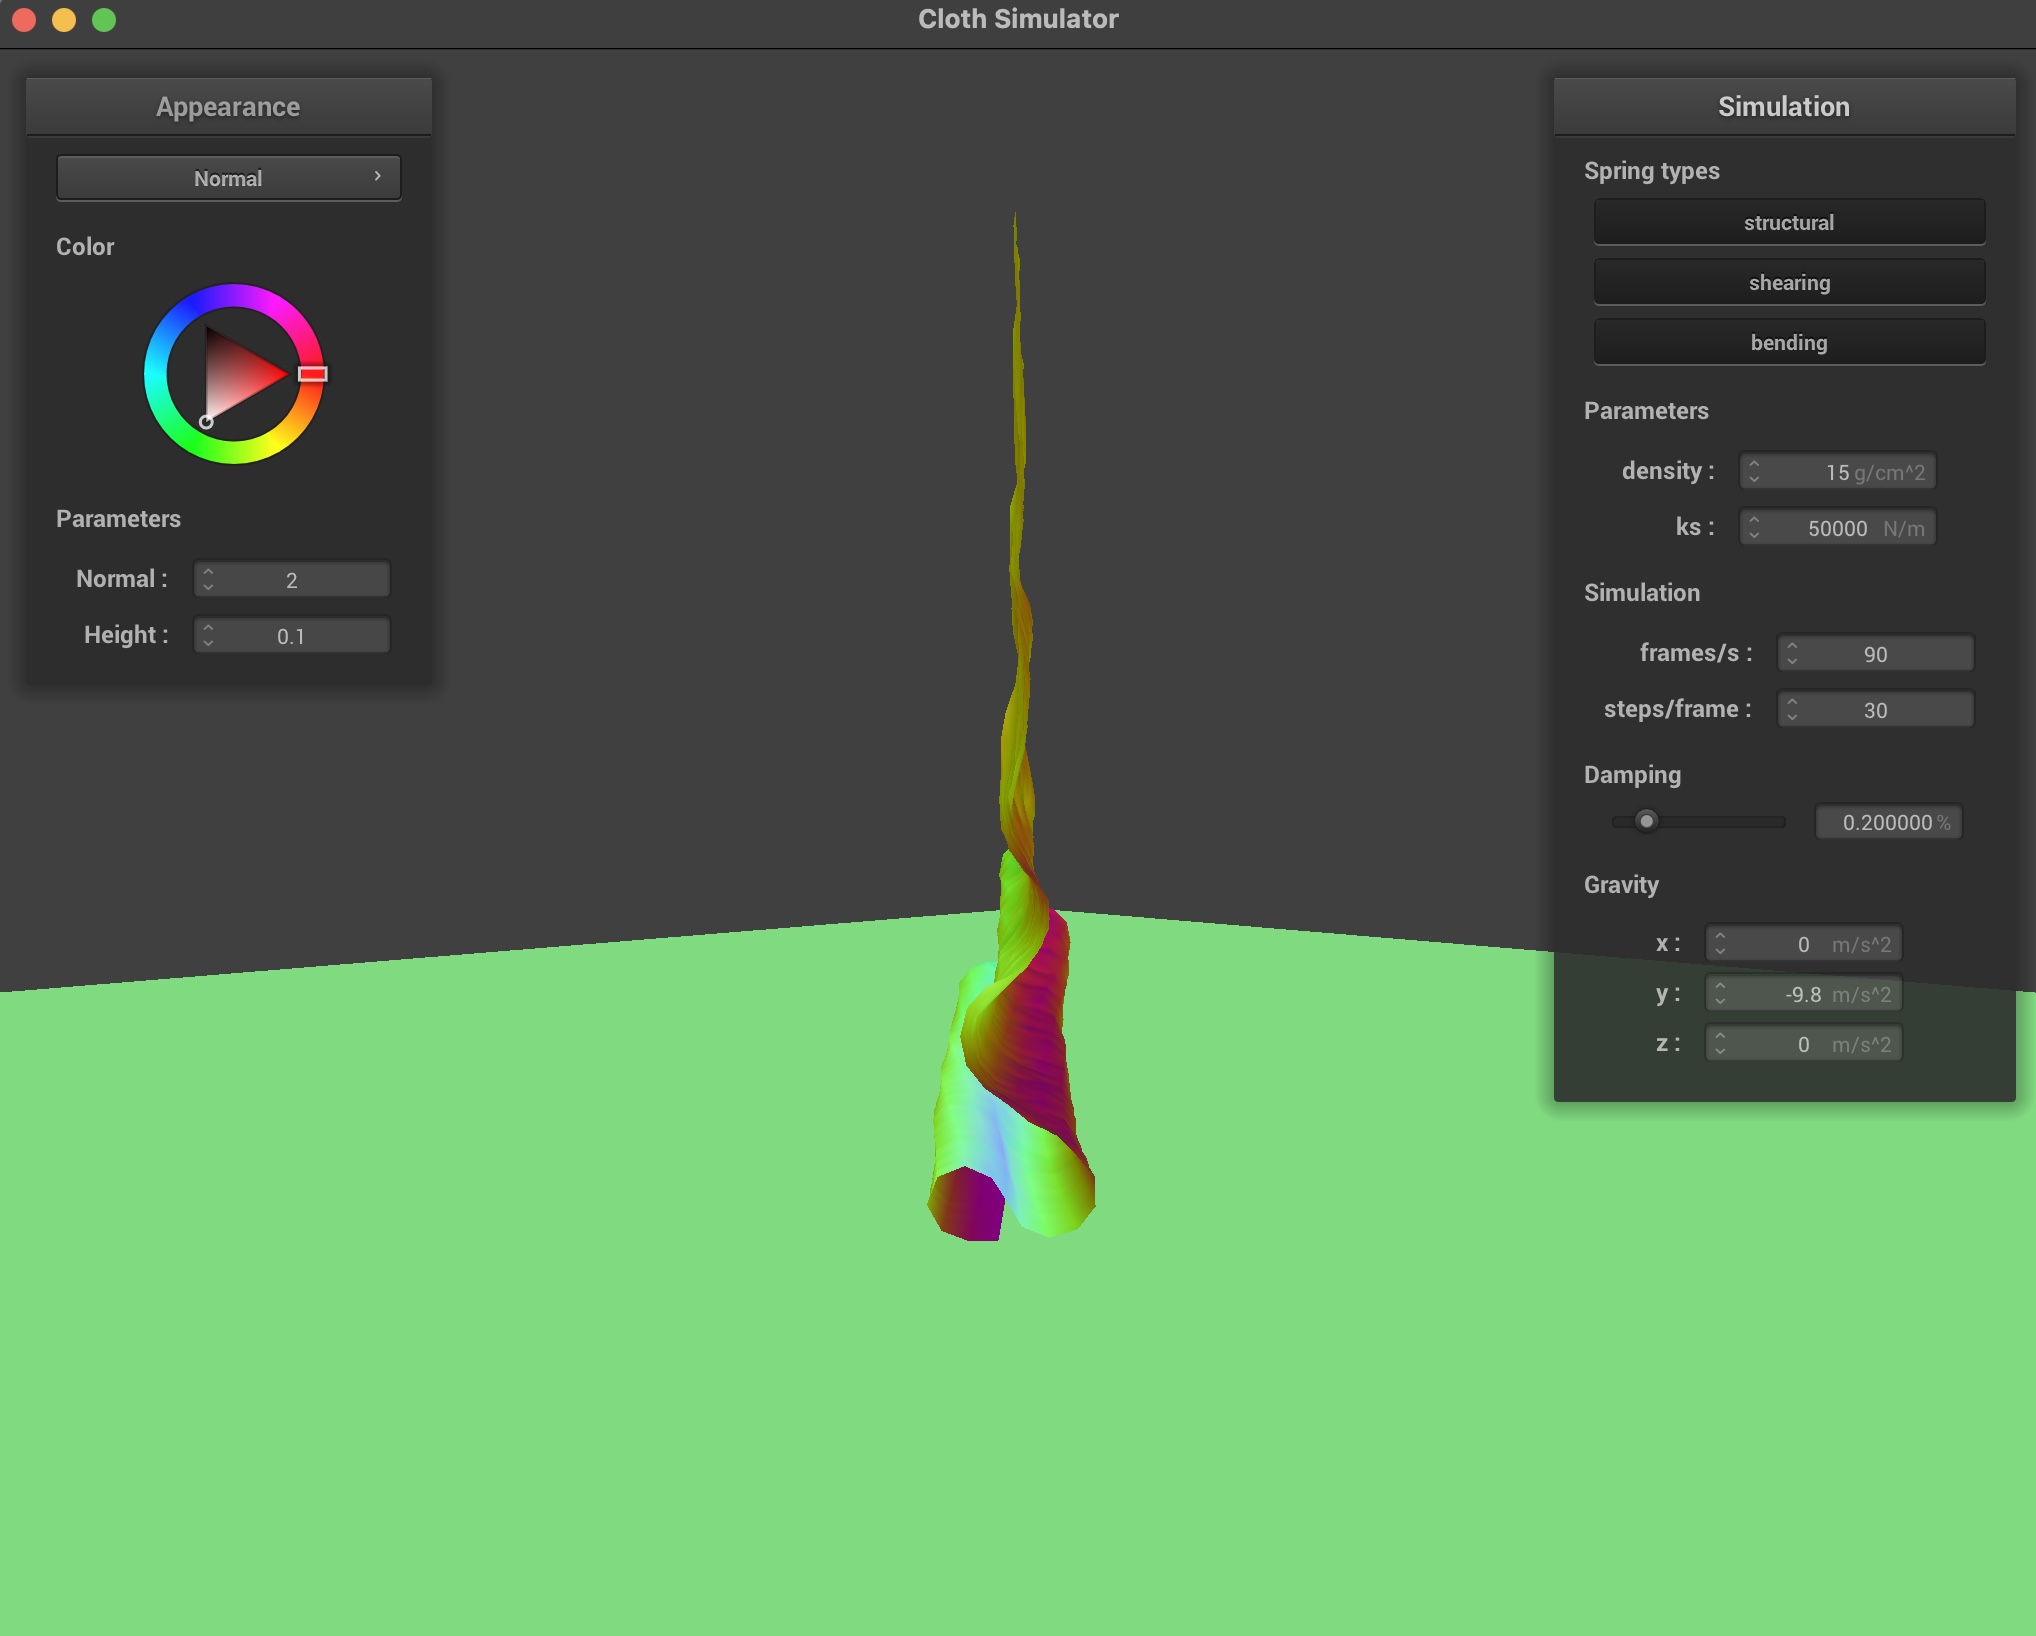 Cloth Simulator
Appearance
Normal
Color
Parameters
Normal : 2
Height : 0.1
Simulation
Spring types
structural
shearing
bending
Parameters
density : 15 g/cm^2
ks : 50000 N/m
Simulation
frames/s : 90
steps/frame : 30
Damping
0.200000 %
Gravity
x : 0 m/s^2
y : -9.8 m/s^2
z : 0 m/s^2